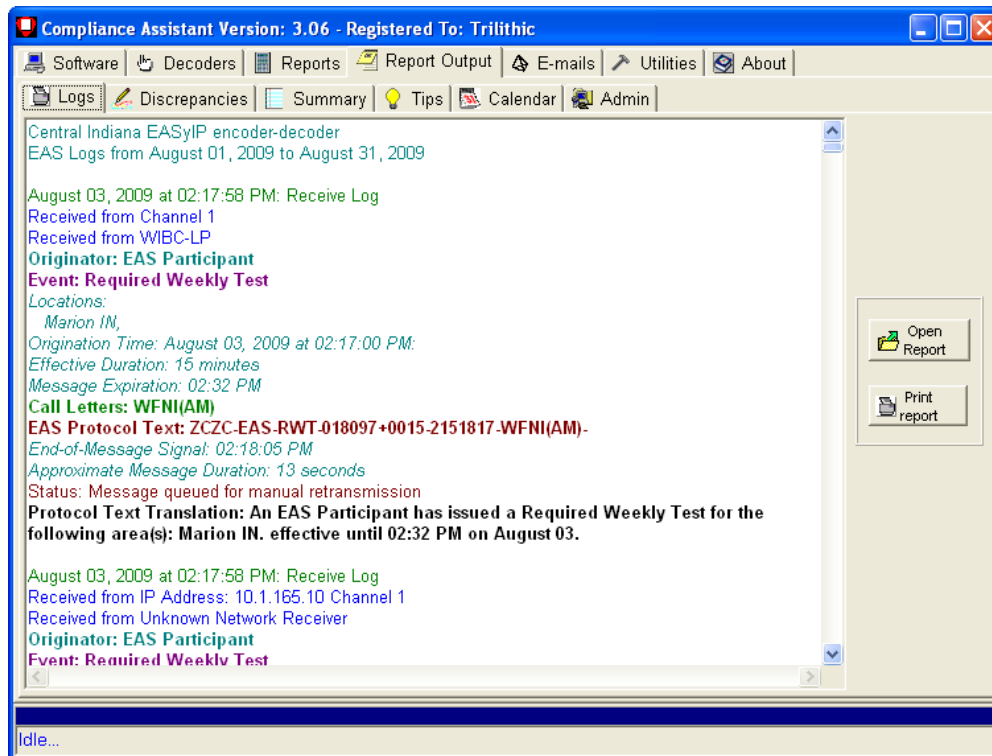 Compliance Assistant Version: 3.06 - Registered To: Trilithic
Software Decoders Reports Report Output E-mails Utilities About
Logs Discrepancies Summary Tips Calendar Admin
Central Indiana EASyIP encoder-decoder
EAS Logs from August 01, 2009 to August 31, 2009
August 03, 2009 at 02:17:58 PM: Receive Log
Received from Channel 1
Received from WIBC-LP
Originator: EAS Participant
Event: Required Weekly Test
Locations:
Marion IN,
Origination Time: August 03, 2009 at 02:17:00 PM:
Effective Duration: 15 minutes
Message Expiration: 02:32 PM
Call Letters: WFNI(AM)
EAS Protocol Text: ZCZC-EAS-RWT-018097+0015-2151817-WFNI(AM)-
End-of-Message Signal: 02:18:05 PM
Approximate Message Duration: 13 seconds
Status: Message queued for manual retransmission
Protocol Text Translation: An EAS Participant has issued a Required Weekly Test for the
following area(s): Marion IN. effective until 02:32 PM on August 03.
August 03, 2009 at 02:17:58 PM: Receive Log
Received from IP Address: 10.1.165.10 Channel 1
Received from Unknown Network Receiver
Originator: EAS Participant
Event: Required Weekly Test
Open
Report
Print
report
Idle...